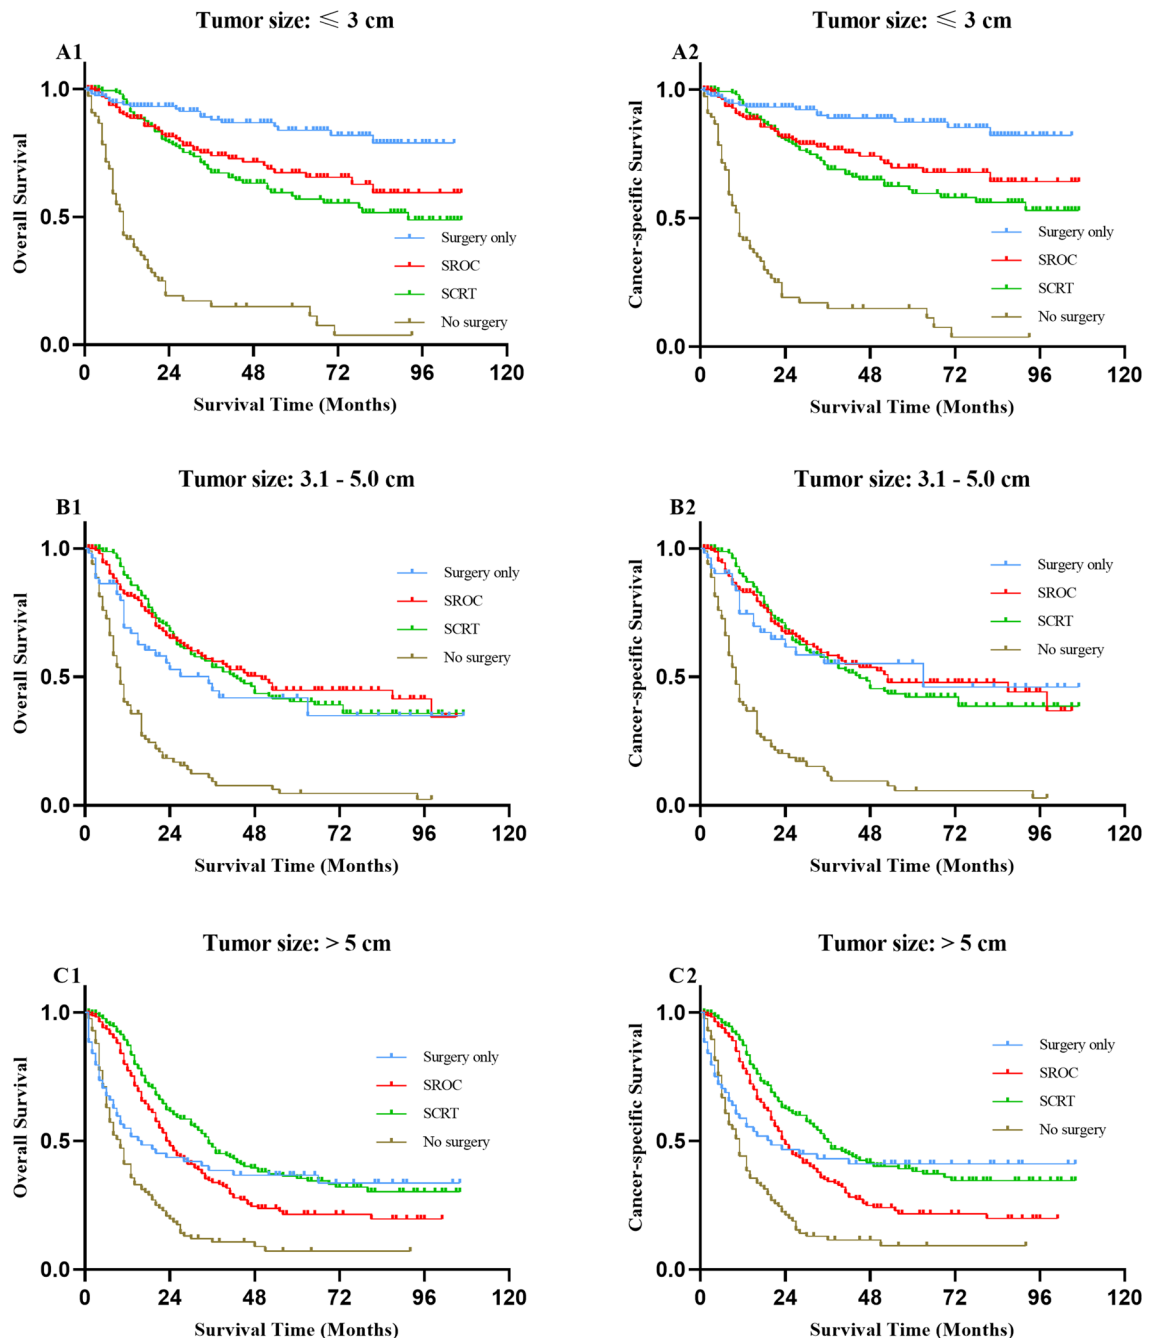 Tumor size: ⩽ 3 cm
A1
1.0
0.5
0.0
Overall Survival
Surgery only
SROC
SCRT
No surgery
0 24 48 72 96 120
Survival Time (Months)
Tumor size: ⩽ 3 cm
A2
1.0
0.5
0.0
Cancer-specific Survival
Surgery only
SROC
SCRT
No surgery
0 24 48 72 96 120
Survival Time (Months)
Tumor size: 3.1 - 5.0 cm
B1
1.0
0.5
0.0
Overall Survival
Surgery only
SROC
SCRT
No surgery
0 24 48 72 96 120
Survival Time (Months)
Tumor size: 3.1 - 5.0 cm
B2
1.0
0.5
0.0
Cancer-specific Survival
Surgery only
SROC
SCRT
No surgery
0 24 48 72 96 120
Survival Time (Months)
Tumor size: > 5 cm
C1
1.0
0.5
0.0
Overall Survival
Surgery only
SROC
SCRT
No surgery
0 24 48 72 96 120
Survival Time (Months)
Tumor size: > 5 cm
C2
1.0
0.5
0.0
Cancer-specific Survival
Surgery only
SROC
SCRT
No surgery
0 24 48 72 96 120
Survival Time (Months)